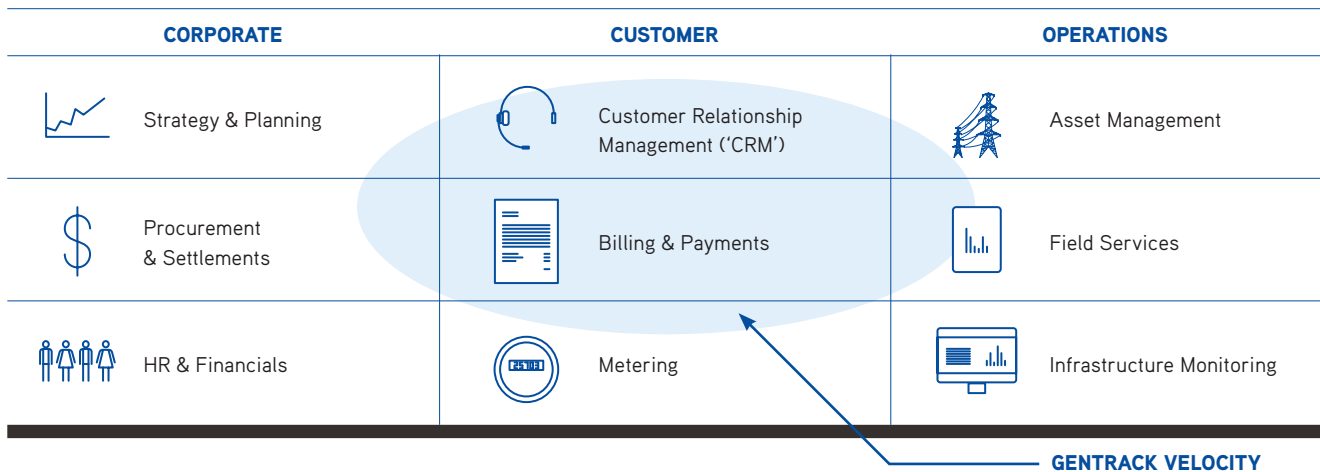 CORPORATE
CUSTOMER
OPERATIONS
Strategy & Planning
Customer Relationship
Management (‘CRM’)
Asset Management
Procurement
& Settlements
Billing & Payments
Field Services
HR & Financials
25703
Metering
Infrastructure Monitoring
GENTRACK VELOCITY